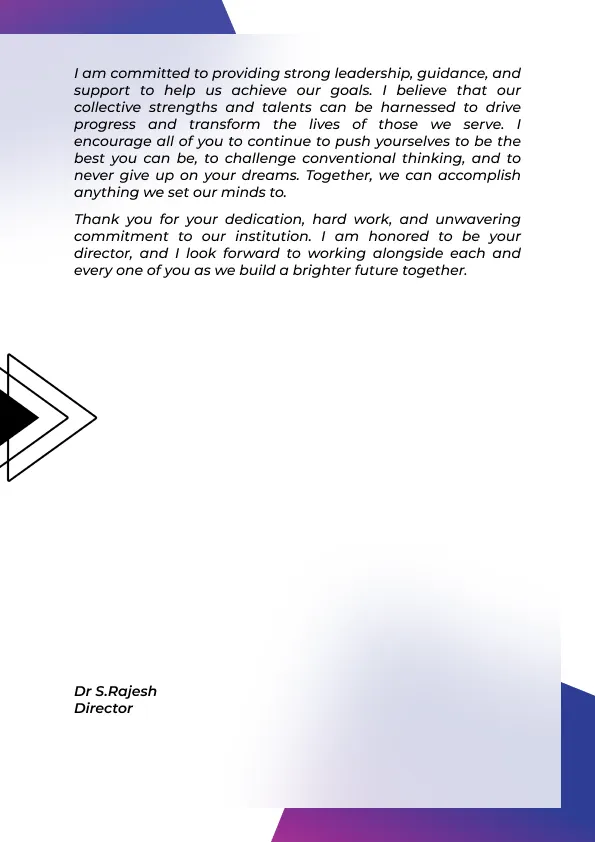 I am committed to providing strong leadership, guidance, and
support to help us achieve our goals. I believe that our
collective strengths and talents can be harnessed to drive
progress and transform the lives of those we serve. I
encourage all of you to continue to push yourselves to be the
best you can be, to challenge conventional thinking, and to
never give up on your dreams. Together, we can accomplish
anything we set our minds to.
Thank you for your dedication, hard work, and unwavering
commitment to our institution. I am honored to be your
director, and I look forward to working alongside each and
every one of you as we build a brighter future together.
Dr S.Rajesh
Director